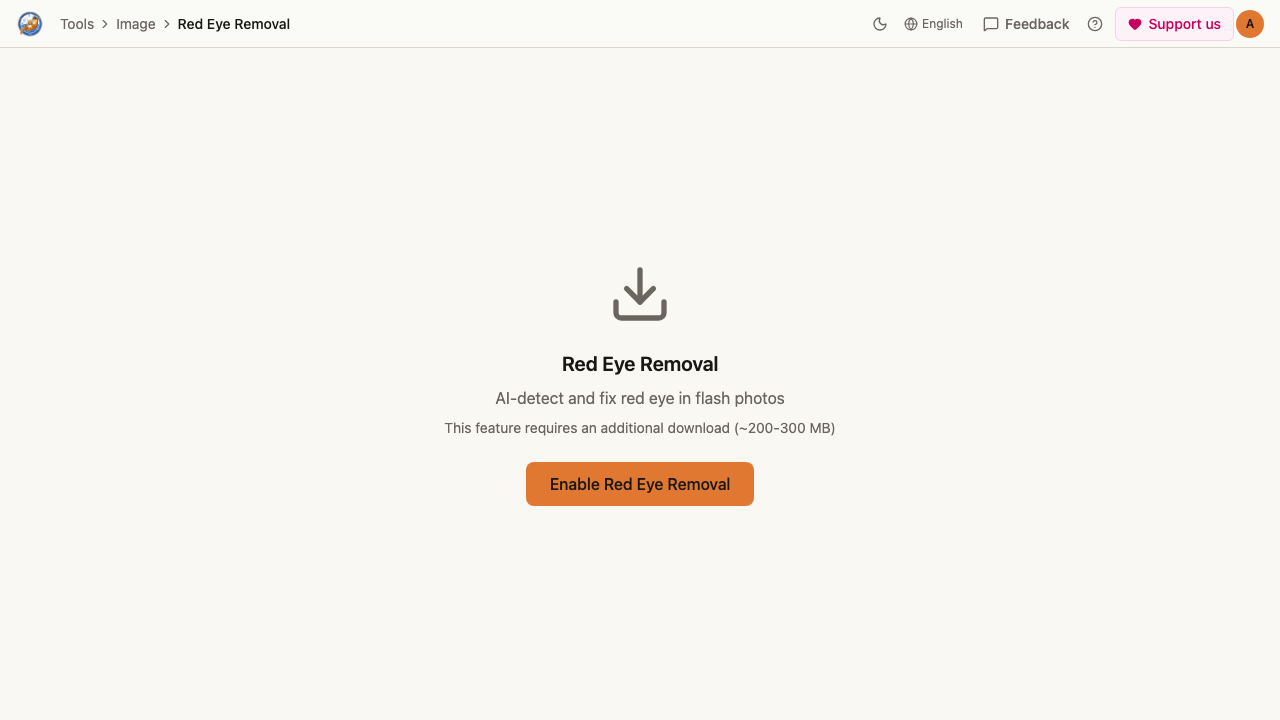 Tools > Image > Red Eye Removal
English
Feedback
Support us
A
Red Eye Removal
AI-detect and fix red eye in flash photos
This feature requires an additional download (~200-300 MB)
Enable Red Eye Removal